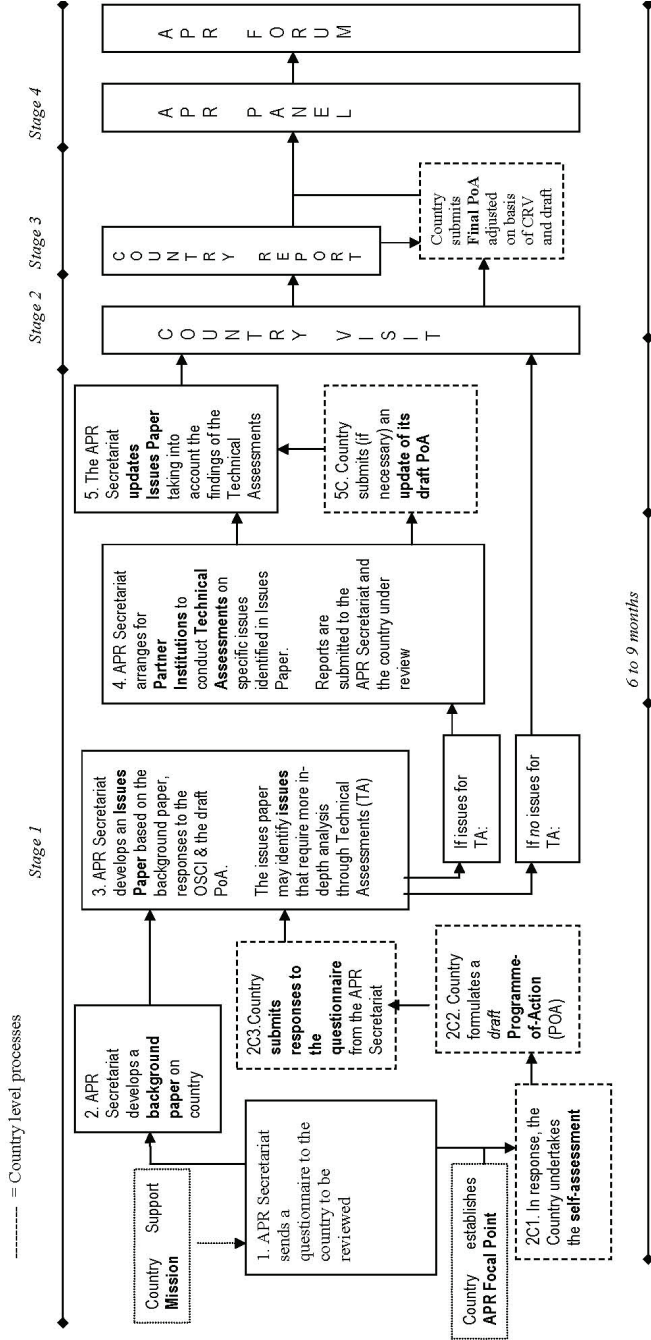 -------- = Country level processes
Stage 1
Stage 2
Stage 3
Stage 4
Country Support
Mission
1. APR Secretariat
sends a
questionnaire to the
country to be
reviewed
Country establishes
APR Focal Point
2. APR
Secretariat
develops a
background
paper on
country
2C1. In response, the
Country undertakes
the self-assessment
2C2. Country
formulates a
draft
Programme-
of-Action
(POA)
2C3.Country
submits
responses to
the
questionnaire
from the APR
Secretariat
3. APR Secretariat
develops an Issues
Paper based on the
background paper,
responses to the
OSCI & the draft
PoA.
The issues paper
may identify issues
that require more in-
depth analysis
through Technical
Assessments (TA)
If issues for
TA:
If no issues for
TA:
4. APR Secretariat
arranges for
Partner
Institutions to
conduct Technical
Assessments on
specific issues
identified in Issues
Paper.
Reports are
submitted to the
APR Secretariat and
the country under
review
5. The APR
Secretariat
updates
Issues Paper
taking into
account the
findings of the
Technical
Assessments
5C. Country
submits (if
necessary) an
update of its
draft PoA
COUNTRY VISIT
COUNTRY REPORT
Country
submits
Final PoA
adjusted
on basis
of CRV
and draft
APR PANEL
APR FORUM
6 to 9 months